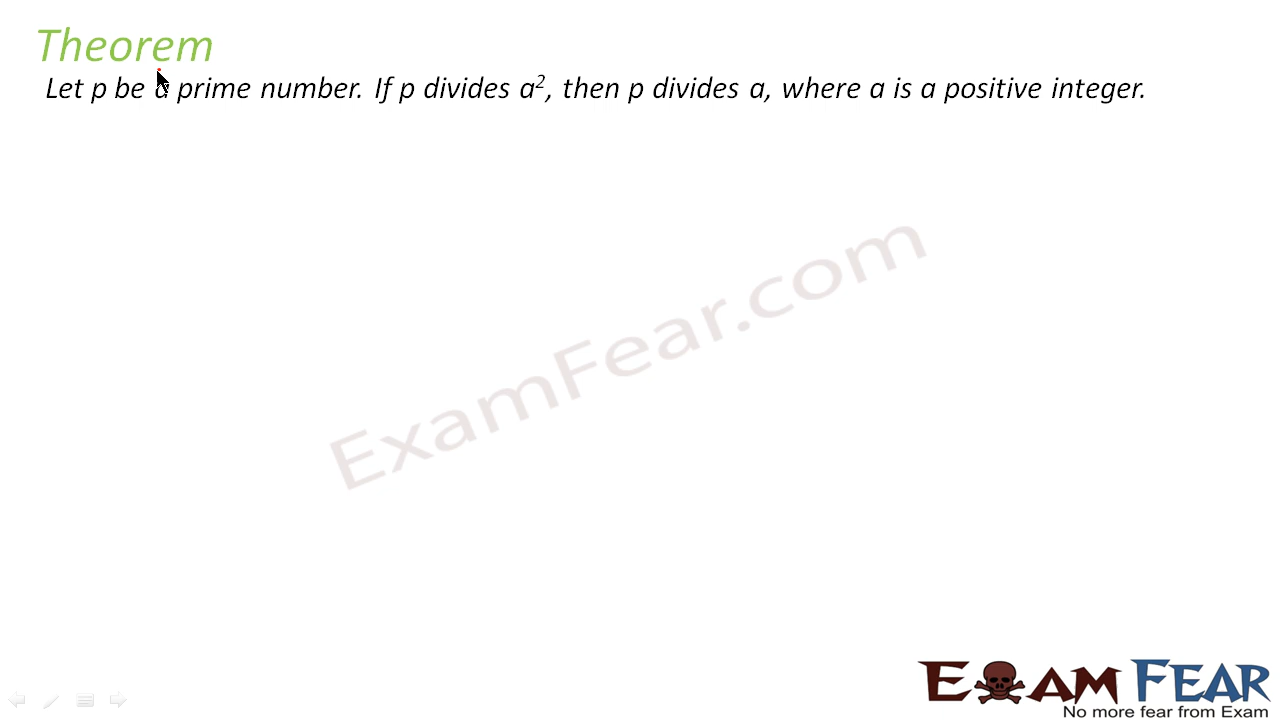 Theorem
Let p be a prime number. If p divides a², then p divides a, where a is a positive integer.
ExamFear.com
EXAM FEAR
No more fear from Exam